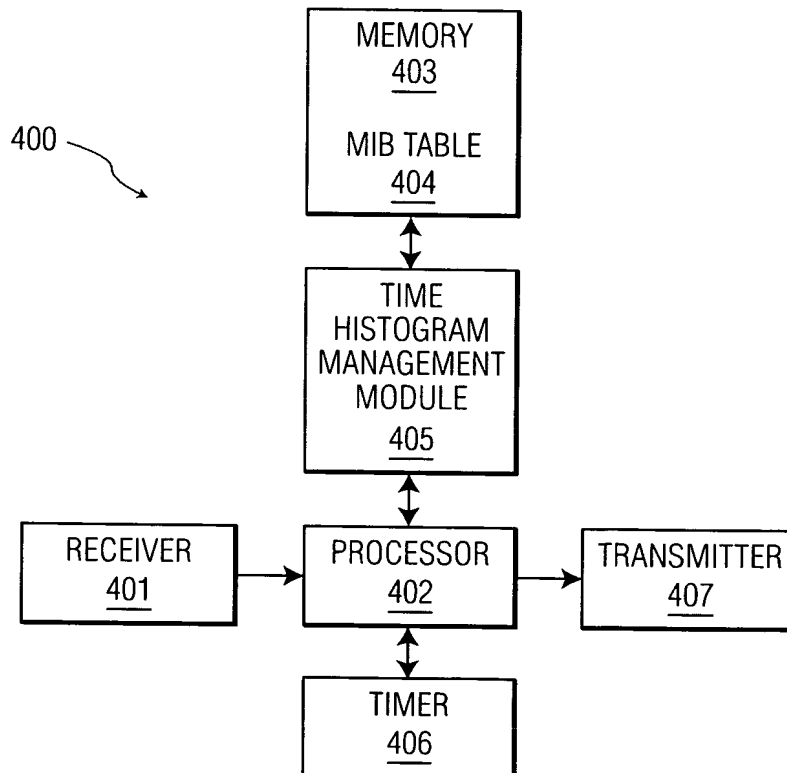 MEMORY
403
MIB TABLE
404
400
TIME
HISTOGRAM
MANAGEMENT
MODULE
405
RECEIVER
401
PROCESSOR
402
TRANSMITTER
407
TIMER
406